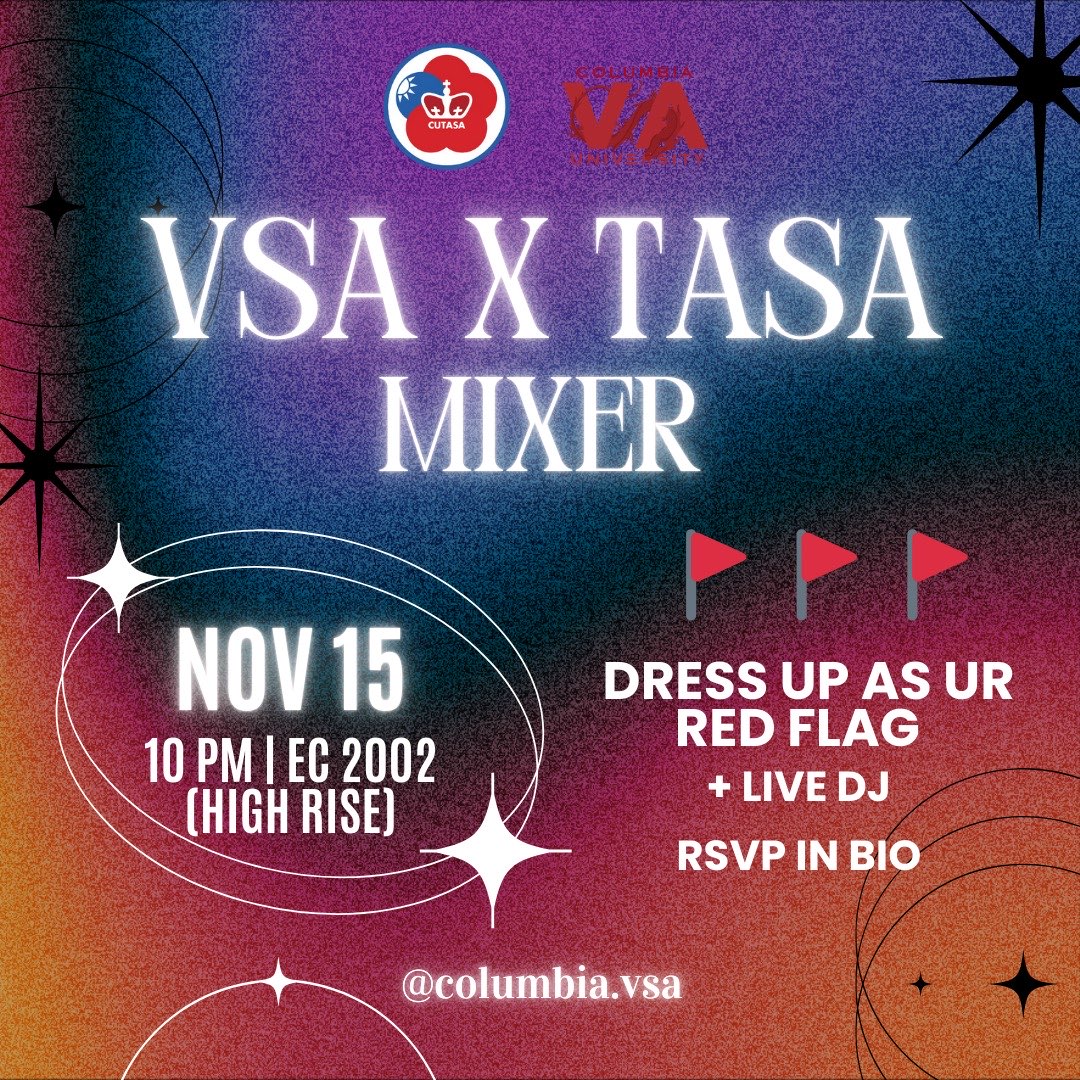 CUTASA
COLUMBIA
VSA
UNIVERSITY
VSA X TASA
MIXER
NOV 15
10 PM | EC 2002
(HIGH RISE)
DRESS UP AS UR
RED FLAG
+ LIVE DJ
RSVP IN BIO
@columbia.vsa